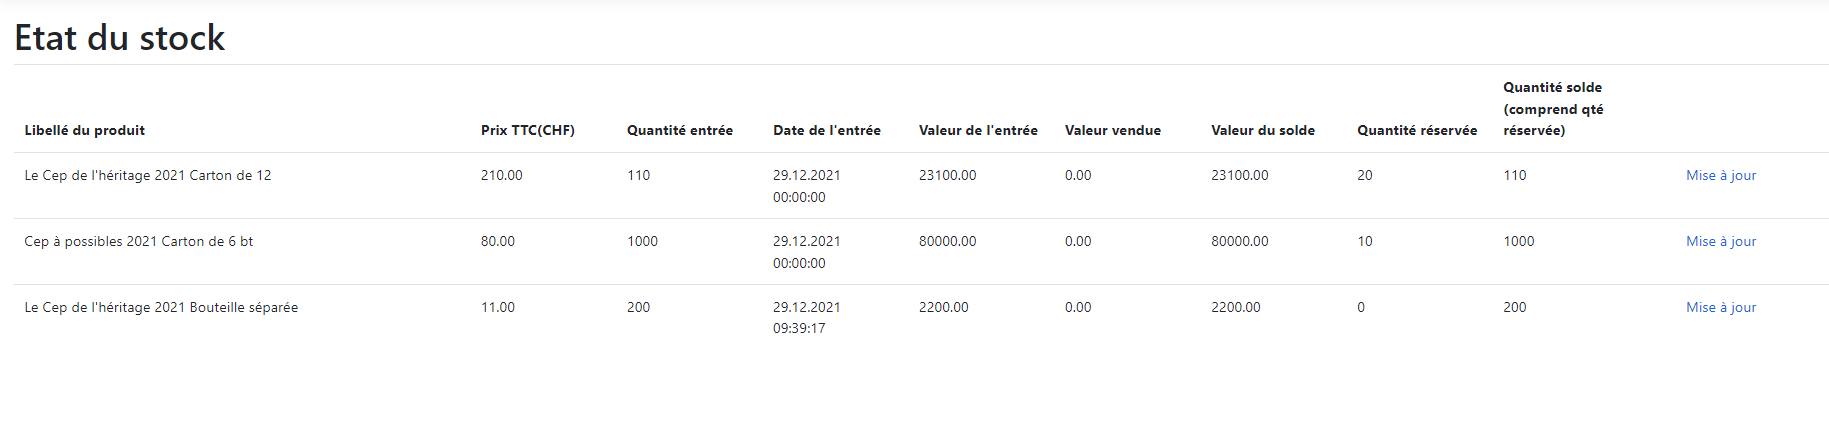 Etat du stock
Quantité solde
(comprend qté
Libellé du produit Prix TTC(CHF) Quantité entrée Date de l'entrée Valeur de l'entrée Valeur vendue Valeur du solde Quantité réservée réservée)
Le Cep de l'héritage 2021 Carton de 12 210.00 110 29.12.2021 23100.00 0.00 23100.00 20 110 Mise à jour
00:00:00
Cep à possibles 2021 Carton de 6 bt 80.00 1000 29.12.2021 80000.00 0.00 80000.00 10 1000 Mise à jour
00:00:00
Le Cep de l'héritage 2021 Bouteille séparée 11.00 200 29.12.2021 2200.00 0.00 2200.00 0 200 Mise à jour
09:39:17